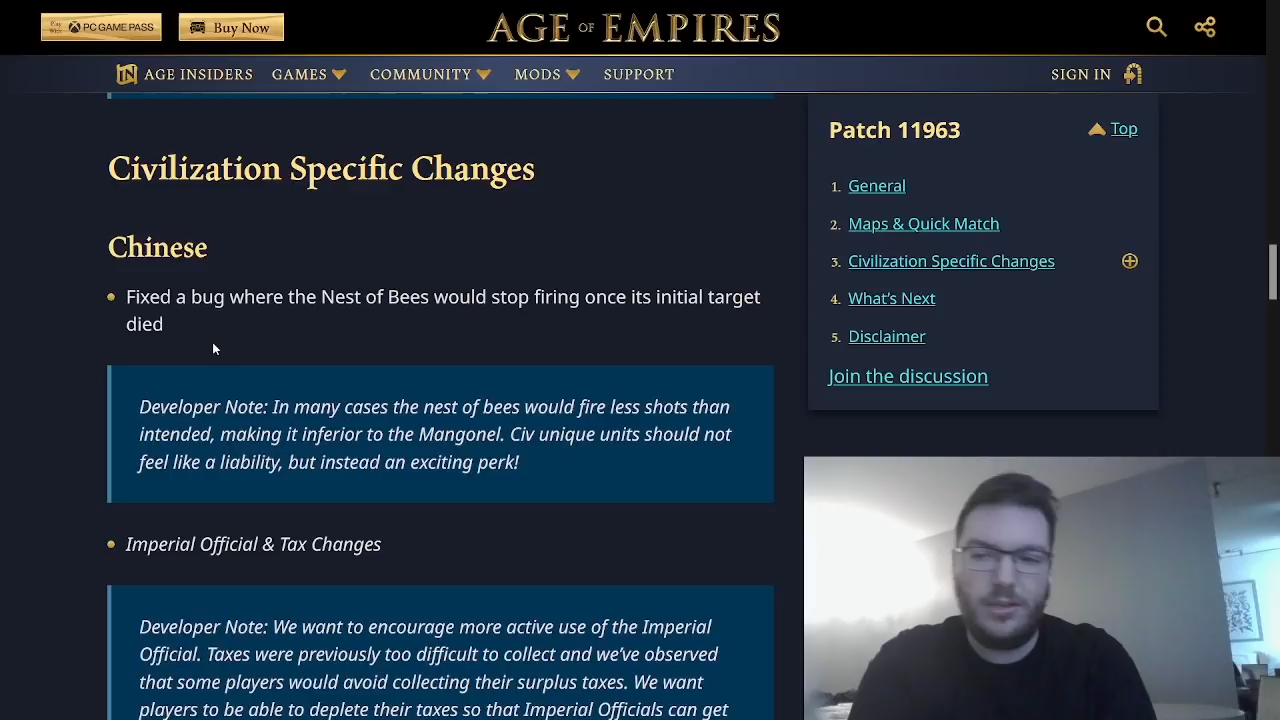 Play With PC GAME PASS
Buy Now
AGE OF EMPIRES
AGE INSIDERS
GAMES
COMMUNITY
MODS
SUPPORT
SIGN IN
Civilization Specific Changes
Chinese
Fixed a bug where the Nest of Bees would stop firing once its initial target
died
Developer Note: In many cases the nest of bees would fire less shots than
intended, making it inferior to the Mangonel. Civ unique units should not
feel like a liability, but instead an exciting perk!
Imperial Official & Tax Changes
Developer Note: We want to encourage more active use of the Imperial
Official. Taxes were previously too difficult to collect and we've observed
that some players would avoid collecting their surplus taxes. We want
players to be able to deplete their taxes so that Imperial Officials can get
Patch 11963
Top
1. General
2. Maps & Quick Match
3. Civilization Specific Changes
4. What's Next
5. Disclaimer
Join the discussion